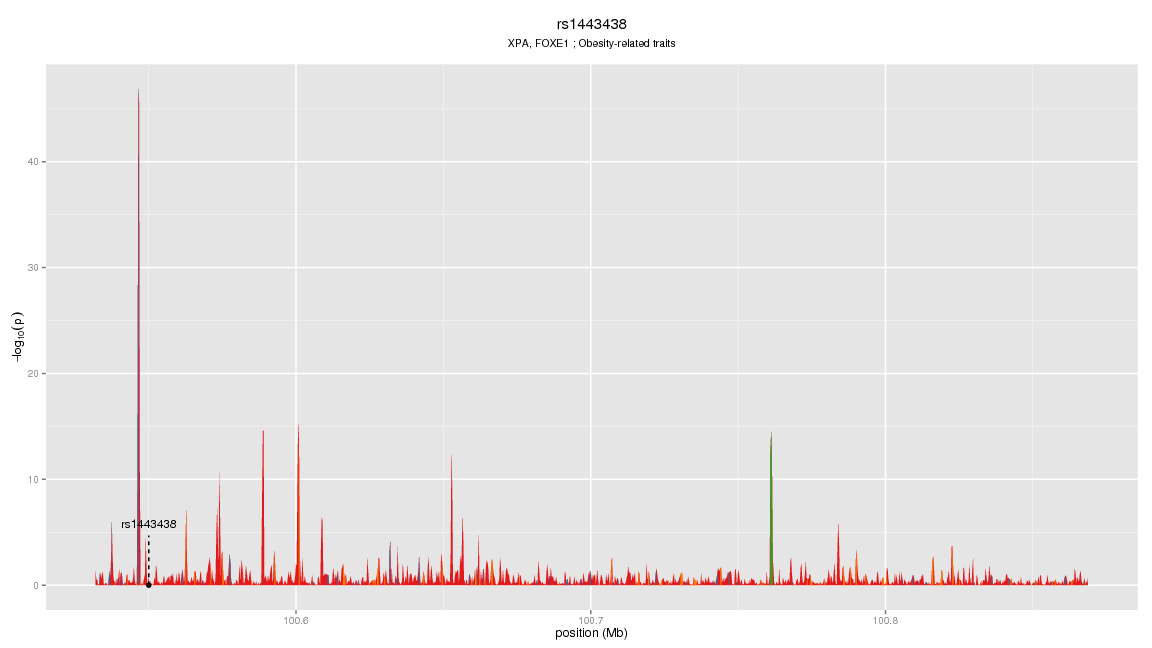 rs1443438
XPA, FOXE1 ; Obesity-related traits
40
30
20
10
0
−log10(p)
rs1443438
100.6
100.7
100.8
position (Mb)